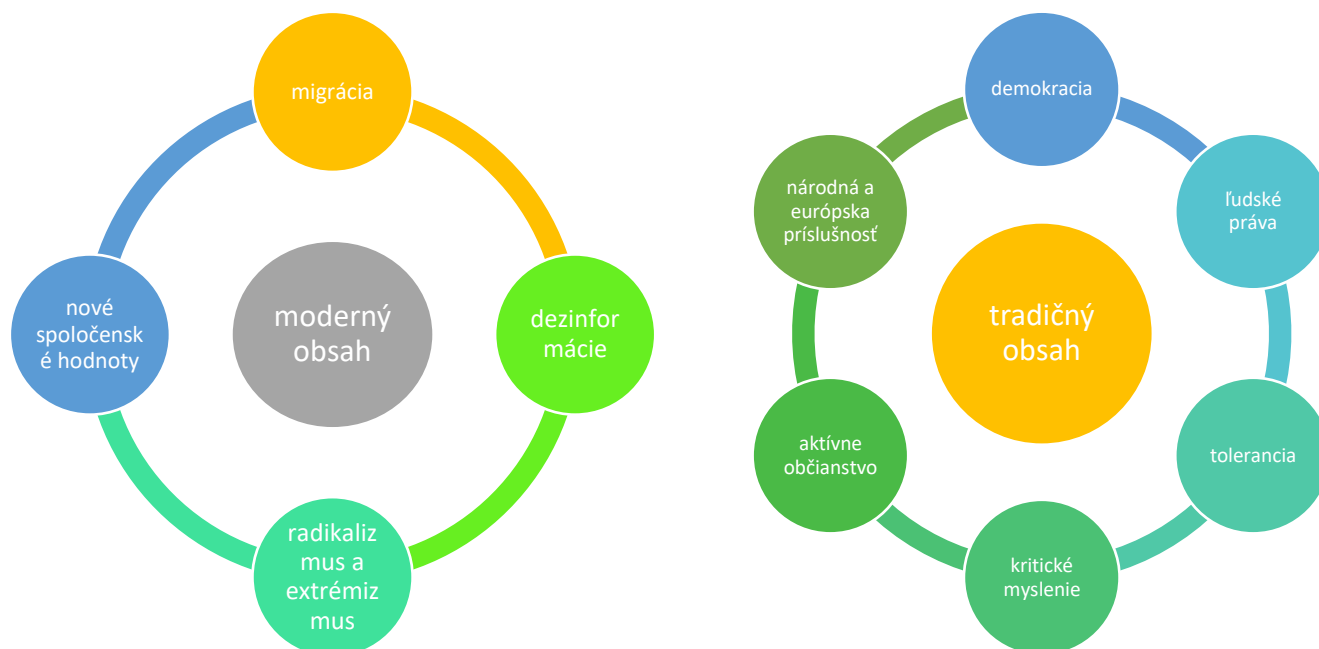 migrácia
dezinfor
mácie
radikaliz
mus a
extrémiz
mus
nové
spoločensk
é hodnoty
moderný
obsah
demokracia
ľudské
práva
tolerancia
kritické
myslenie
aktívne
občianstvo
národná a
európska
príslušnosť
tradičný
obsah